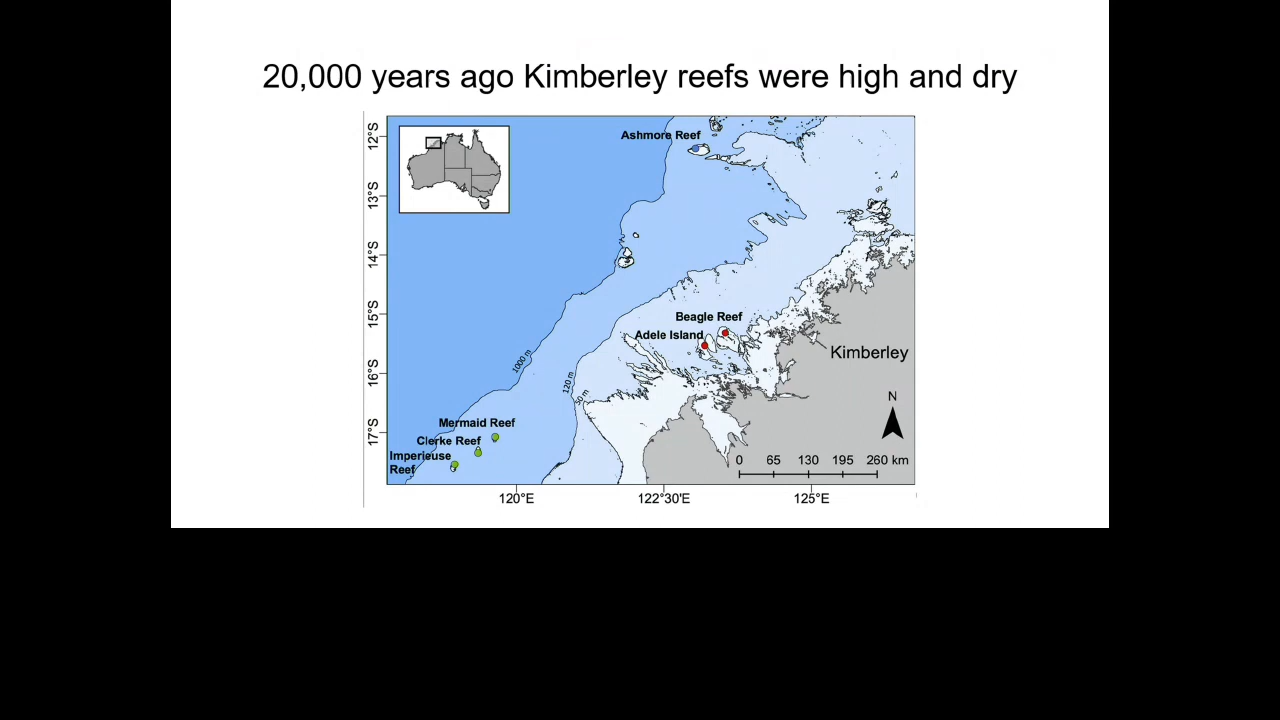 20,000 years ago Kimberley reefs were high and dry
12°S
13°S
14°S
15°S
16°S
17°S
Ashmore Reef
Beagle Reef
Adele Island
Kimberley
1000 m
120 m
50 m
Mermaid Reef
Clerke Reef
Imperieuse
Reef
N
0 65 130 195 260 km
120°E 122°30'E 125°E